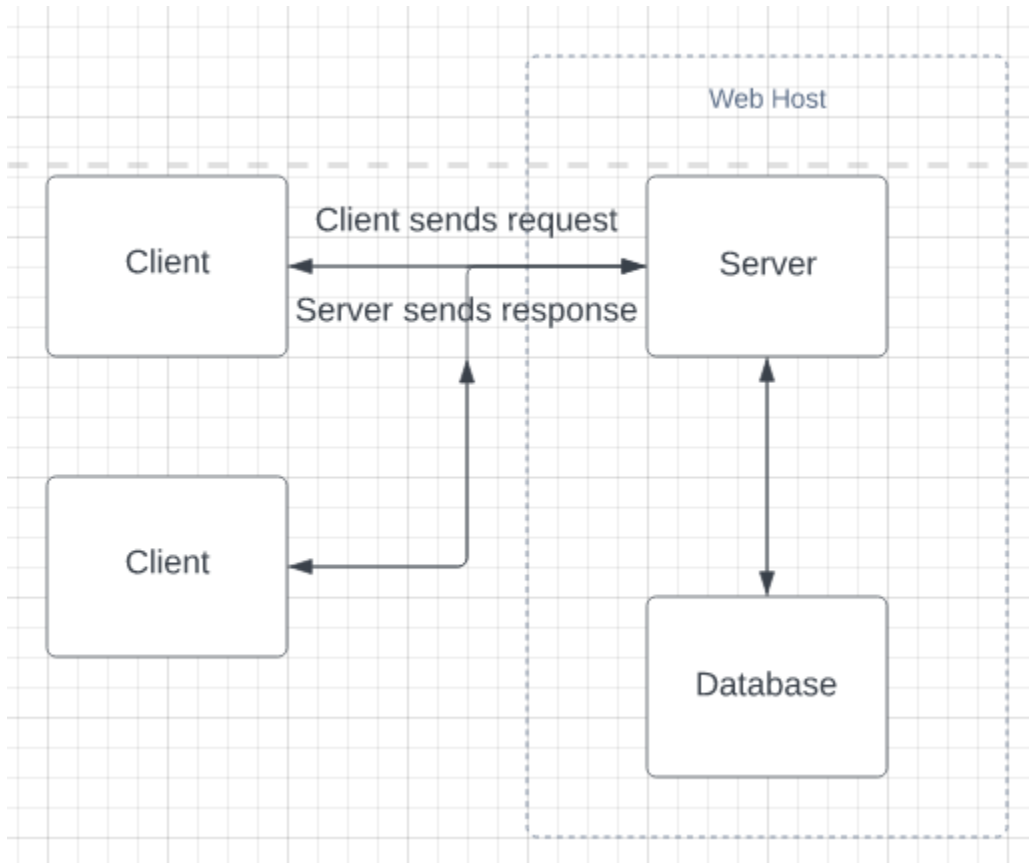 Web Host
Client sends request
Client
Server
Server sends response
Client
Database